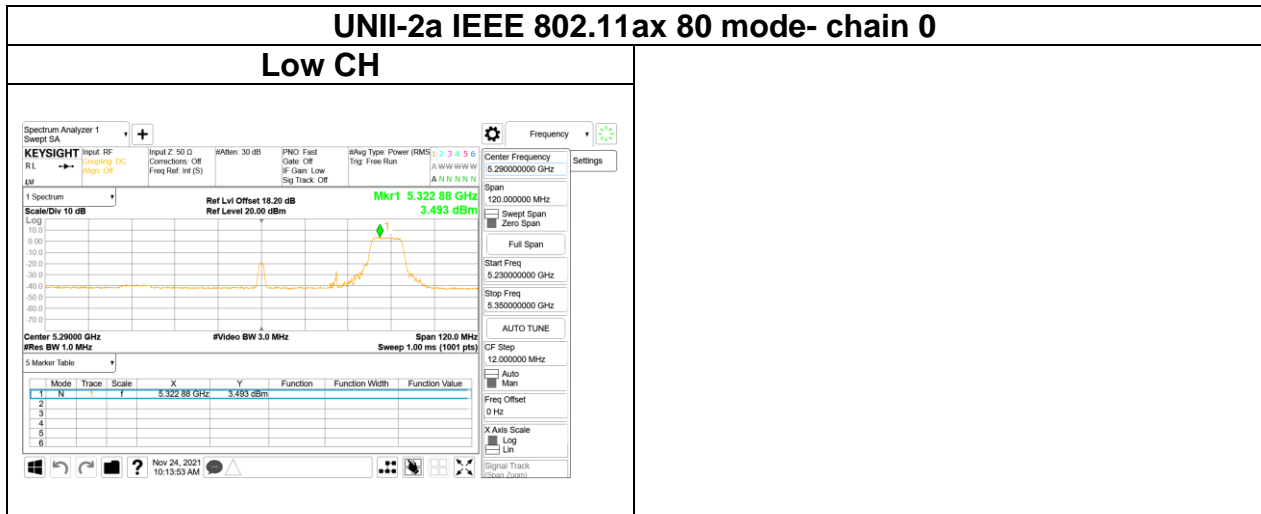 UNII-2a IEEE 802.11ax 80 mode- chain 0
Low CH
Spectrum Analyzer 1
Swept SA
+
Frequency
Settings
KEYSIGHT
RL
Input: RF
Coupling: DC
Align: Off
Input Z: 50 Ω
Corrections: Off
Freq Ref: Int (S)
#Atten: 30 dB
PNO: Fast
Gate: Off
IF Gain: Low
Sig Track: Off
#Avg Type: Power (RMS
Trig: Free Run
1 2 3 4 5 6
A W W W W W
A N N N N N
1 Spectrum
Scale/Div 10 dB
Ref Lvl Offset 18.20 dB
Ref Level 20.00 dBm
Mkr1 5.322 88 GHz
3.493 dBm
Log
10.0
0.00
-10.0
-20.0
-30.0
-40.0
-50.0
-60.0
-70.0
1
Center 5.29000 GHz
#Res BW 1.0 MHz
#Video BW 3.0 MHz
Span 120.0 MHz
Sweep 1.00 ms (1001 pts)
5 Marker Table
Mode Trace Scale X Y Function Function Width Function Value
1 N 1 f 5.322 88 GHz 3.493 dBm
2
3
4
5
6
Center Frequency
5.290000000 GHz
Span
120.000000 MHz
Swept Span
Zero Span
Full Span
Start Freq
5.230000000 GHz
Stop Freq
5.350000000 GHz
AUTO TUNE
CF Step
12.000000 MHz
Auto
Man
Freq Offset
0 Hz
X Axis Scale
Log
Lin
Signal Track
(Span Zoom)
?
Nov 24, 2021
10:13:53 AM